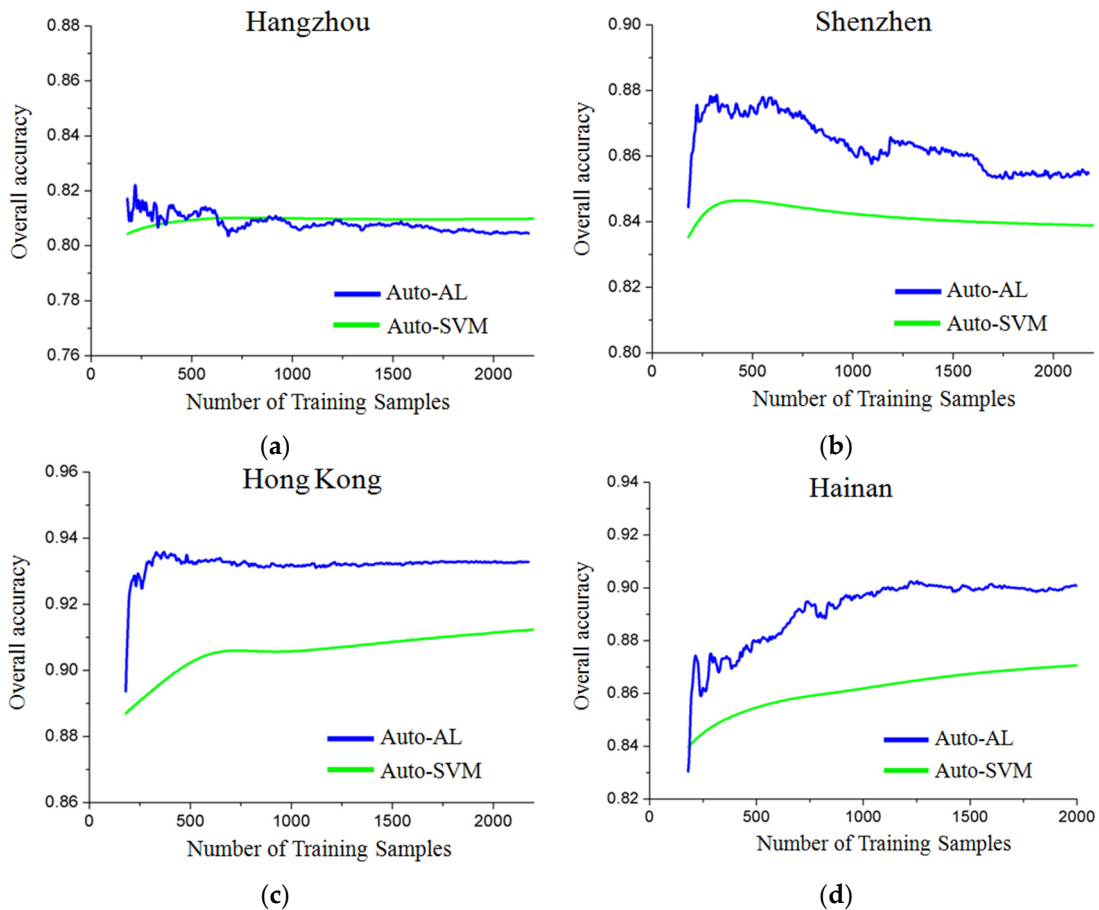 Hangzhou
0.88
0.86
0.84
0.82
0.80
0.78
0.76
Overall accuracy
Auto-AL
Auto-SVM
0 500 1000 1500 2000
Number of Training Samples
(a)
Shenzhen
0.90
0.88
0.86
0.84
0.82
0.80
Overall accuracy
Auto-AL
Auto-SVM
0 500 1000 1500 2000
Number of Training Samples
(b)
Hong Kong
0.96
0.94
0.92
0.90
0.88
0.86
Overall accuracy
Auto-AL
Auto-SVM
0 500 1000 1500 2000
Number of Training Samples
(c)
Hainan
0.94
0.92
0.90
0.88
0.86
0.84
0.82
Overall accuracy
Auto-AL
Auto-SVM
0 500 1000 1500 2000
Number of Training Samples
(d)